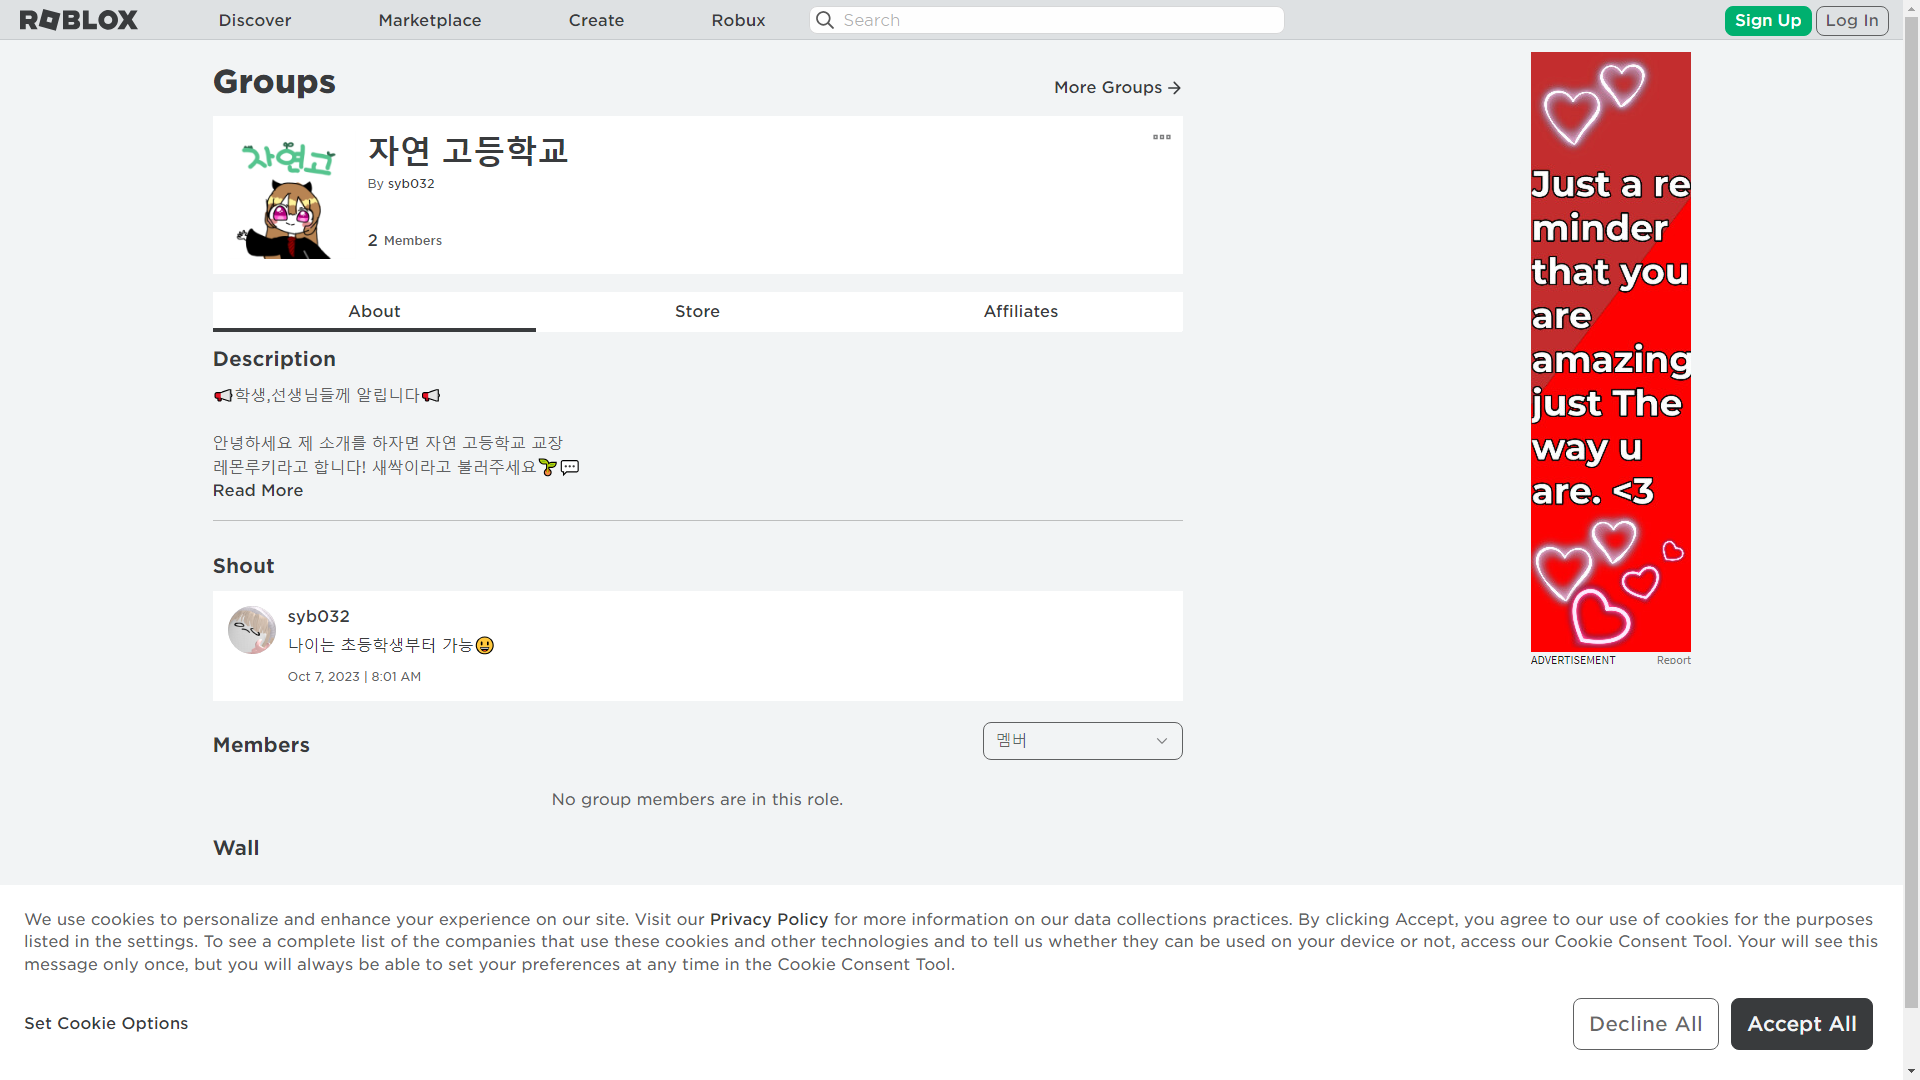 ROBLOX Discover Marketplace Create Robux Search Sign Up Log In
Groups
More Groups
자연고
자연 고등학교
By syb032
2 Members
About Store Affiliates
Description
📢학생,선생님들께 알립니다📢
안녕하세요 제 소개를 하자면 자연 고등학교 교장
레몬루키라고 합니다! 새싹이라고 불러주세요🌱💬
Read More
Shout
syb032
나이는 초등학생부터 가능😃
Oct 7, 2023 | 8:01 AM
Members
멤버
No group members are in this role.
Wall
Just a re
minder
that you
are
amazing
just The
way u
are. <3
ADVERTISEMENT Report
We use cookies to personalize and enhance your experience on our site. Visit our Privacy Policy for more information on our data collections practices. By clicking Accept, you agree to our use of cookies for the purposes
listed in the settings. To see a complete list of the companies that use these cookies and other technologies and to tell us whether they can be used on your device or not, access our Cookie Consent Tool. Your will see this
message only once, but you will always be able to set your preferences at any time in the Cookie Consent Tool.
Set Cookie Options
Decline All
Accept All